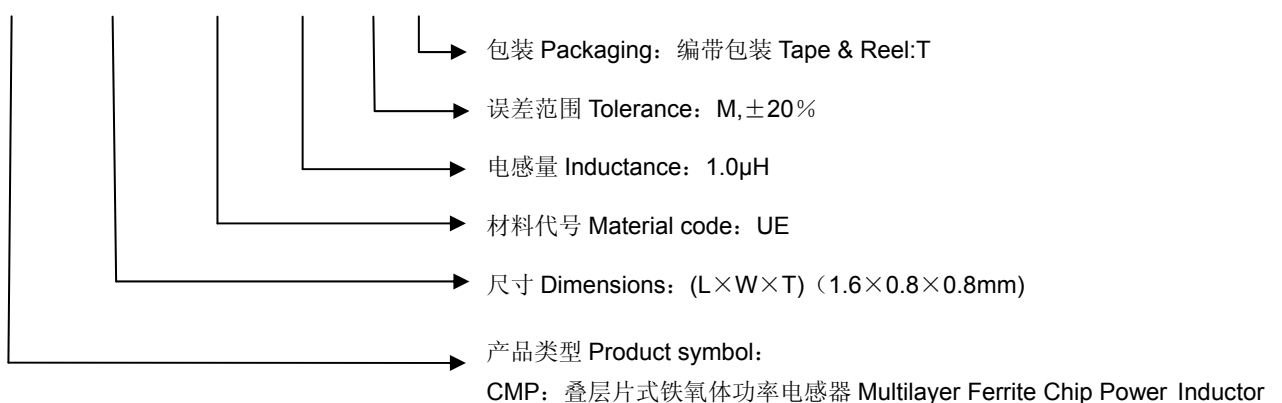 包装 Packaging：编带包装 Tape & Reel:T
误差范围 Tolerance：M,±20％
电感量 Inductance：1.0µH
材料代号 Material code：UE
尺寸 Dimensions：(L×W×T)（1.6×0.8×0.8mm)
产品类型 Product symbol：
CMP：叠层片式铁氧体功率电感器 Multilayer Ferrite Chip Power Inductor